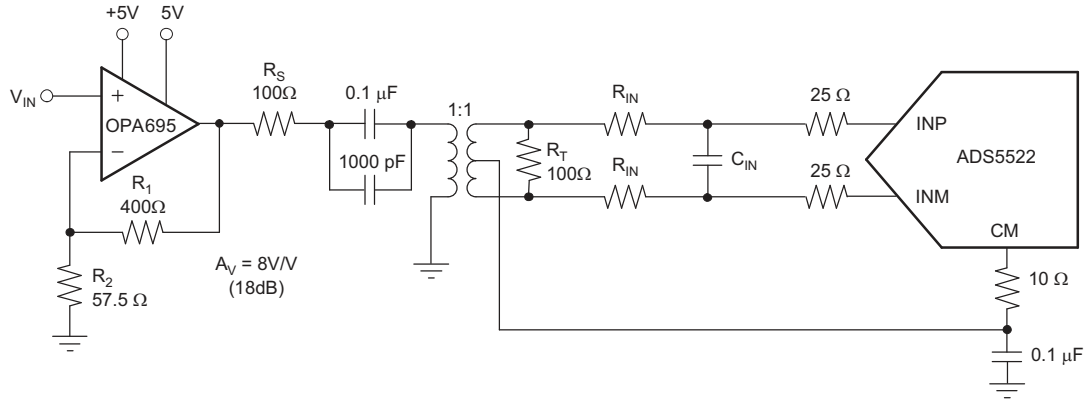 +5V
5V
V_IN
+
OPA695
−
R_S
100Ω
0.1 μF
1000 pF
1:1
R_T
100Ω
R_IN
R_IN
C_IN
25 Ω
25 Ω
INP
ADS5522
INM
CM
R_1
400Ω
R_2
57.5 Ω
A_V = 8V/V
(18dB)
10 Ω
0.1 μF